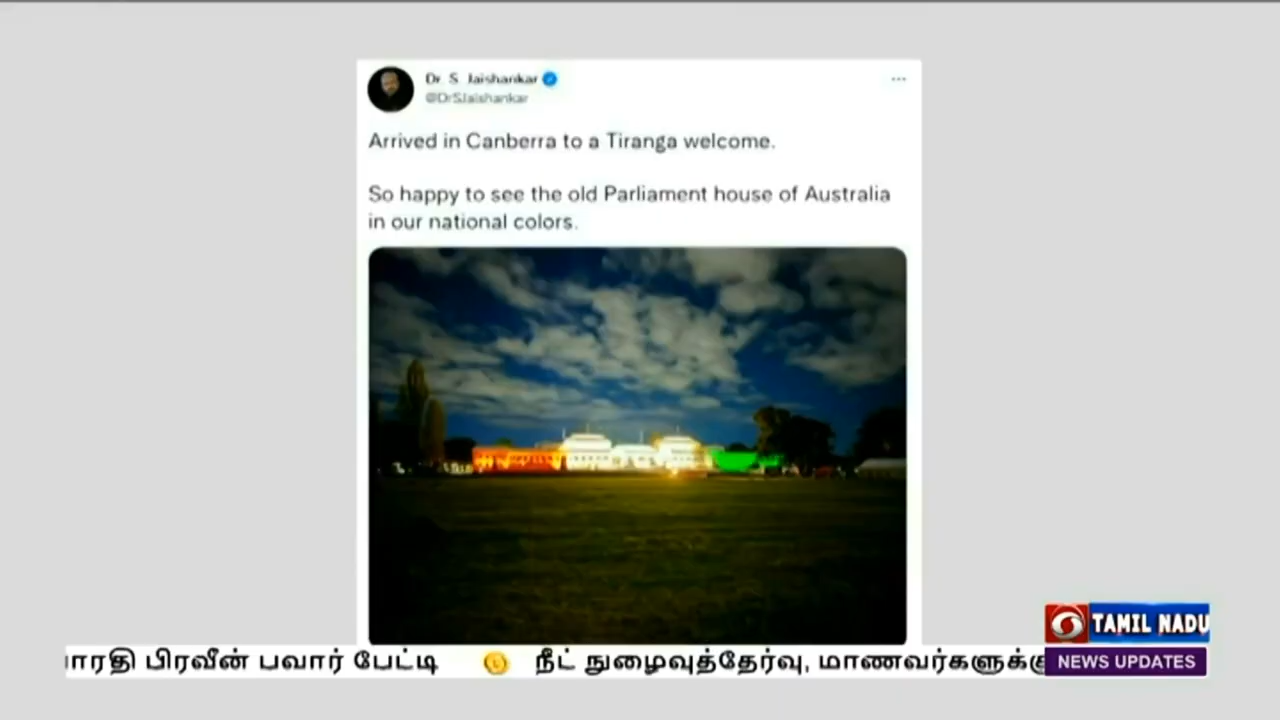 Dr. S. Jaishankar
@DrSJaishankar
Arrived in Canberra to a Tiranga welcome.
So happy to see the old Parliament house of Australia
in our national colors.
TAMIL NADU
பாரதி பிரவீன் பவார் பேட்டி நீட் நுழைவுத்தேர்வு, மாணவர்களுக்கு
NEWS UPDATES